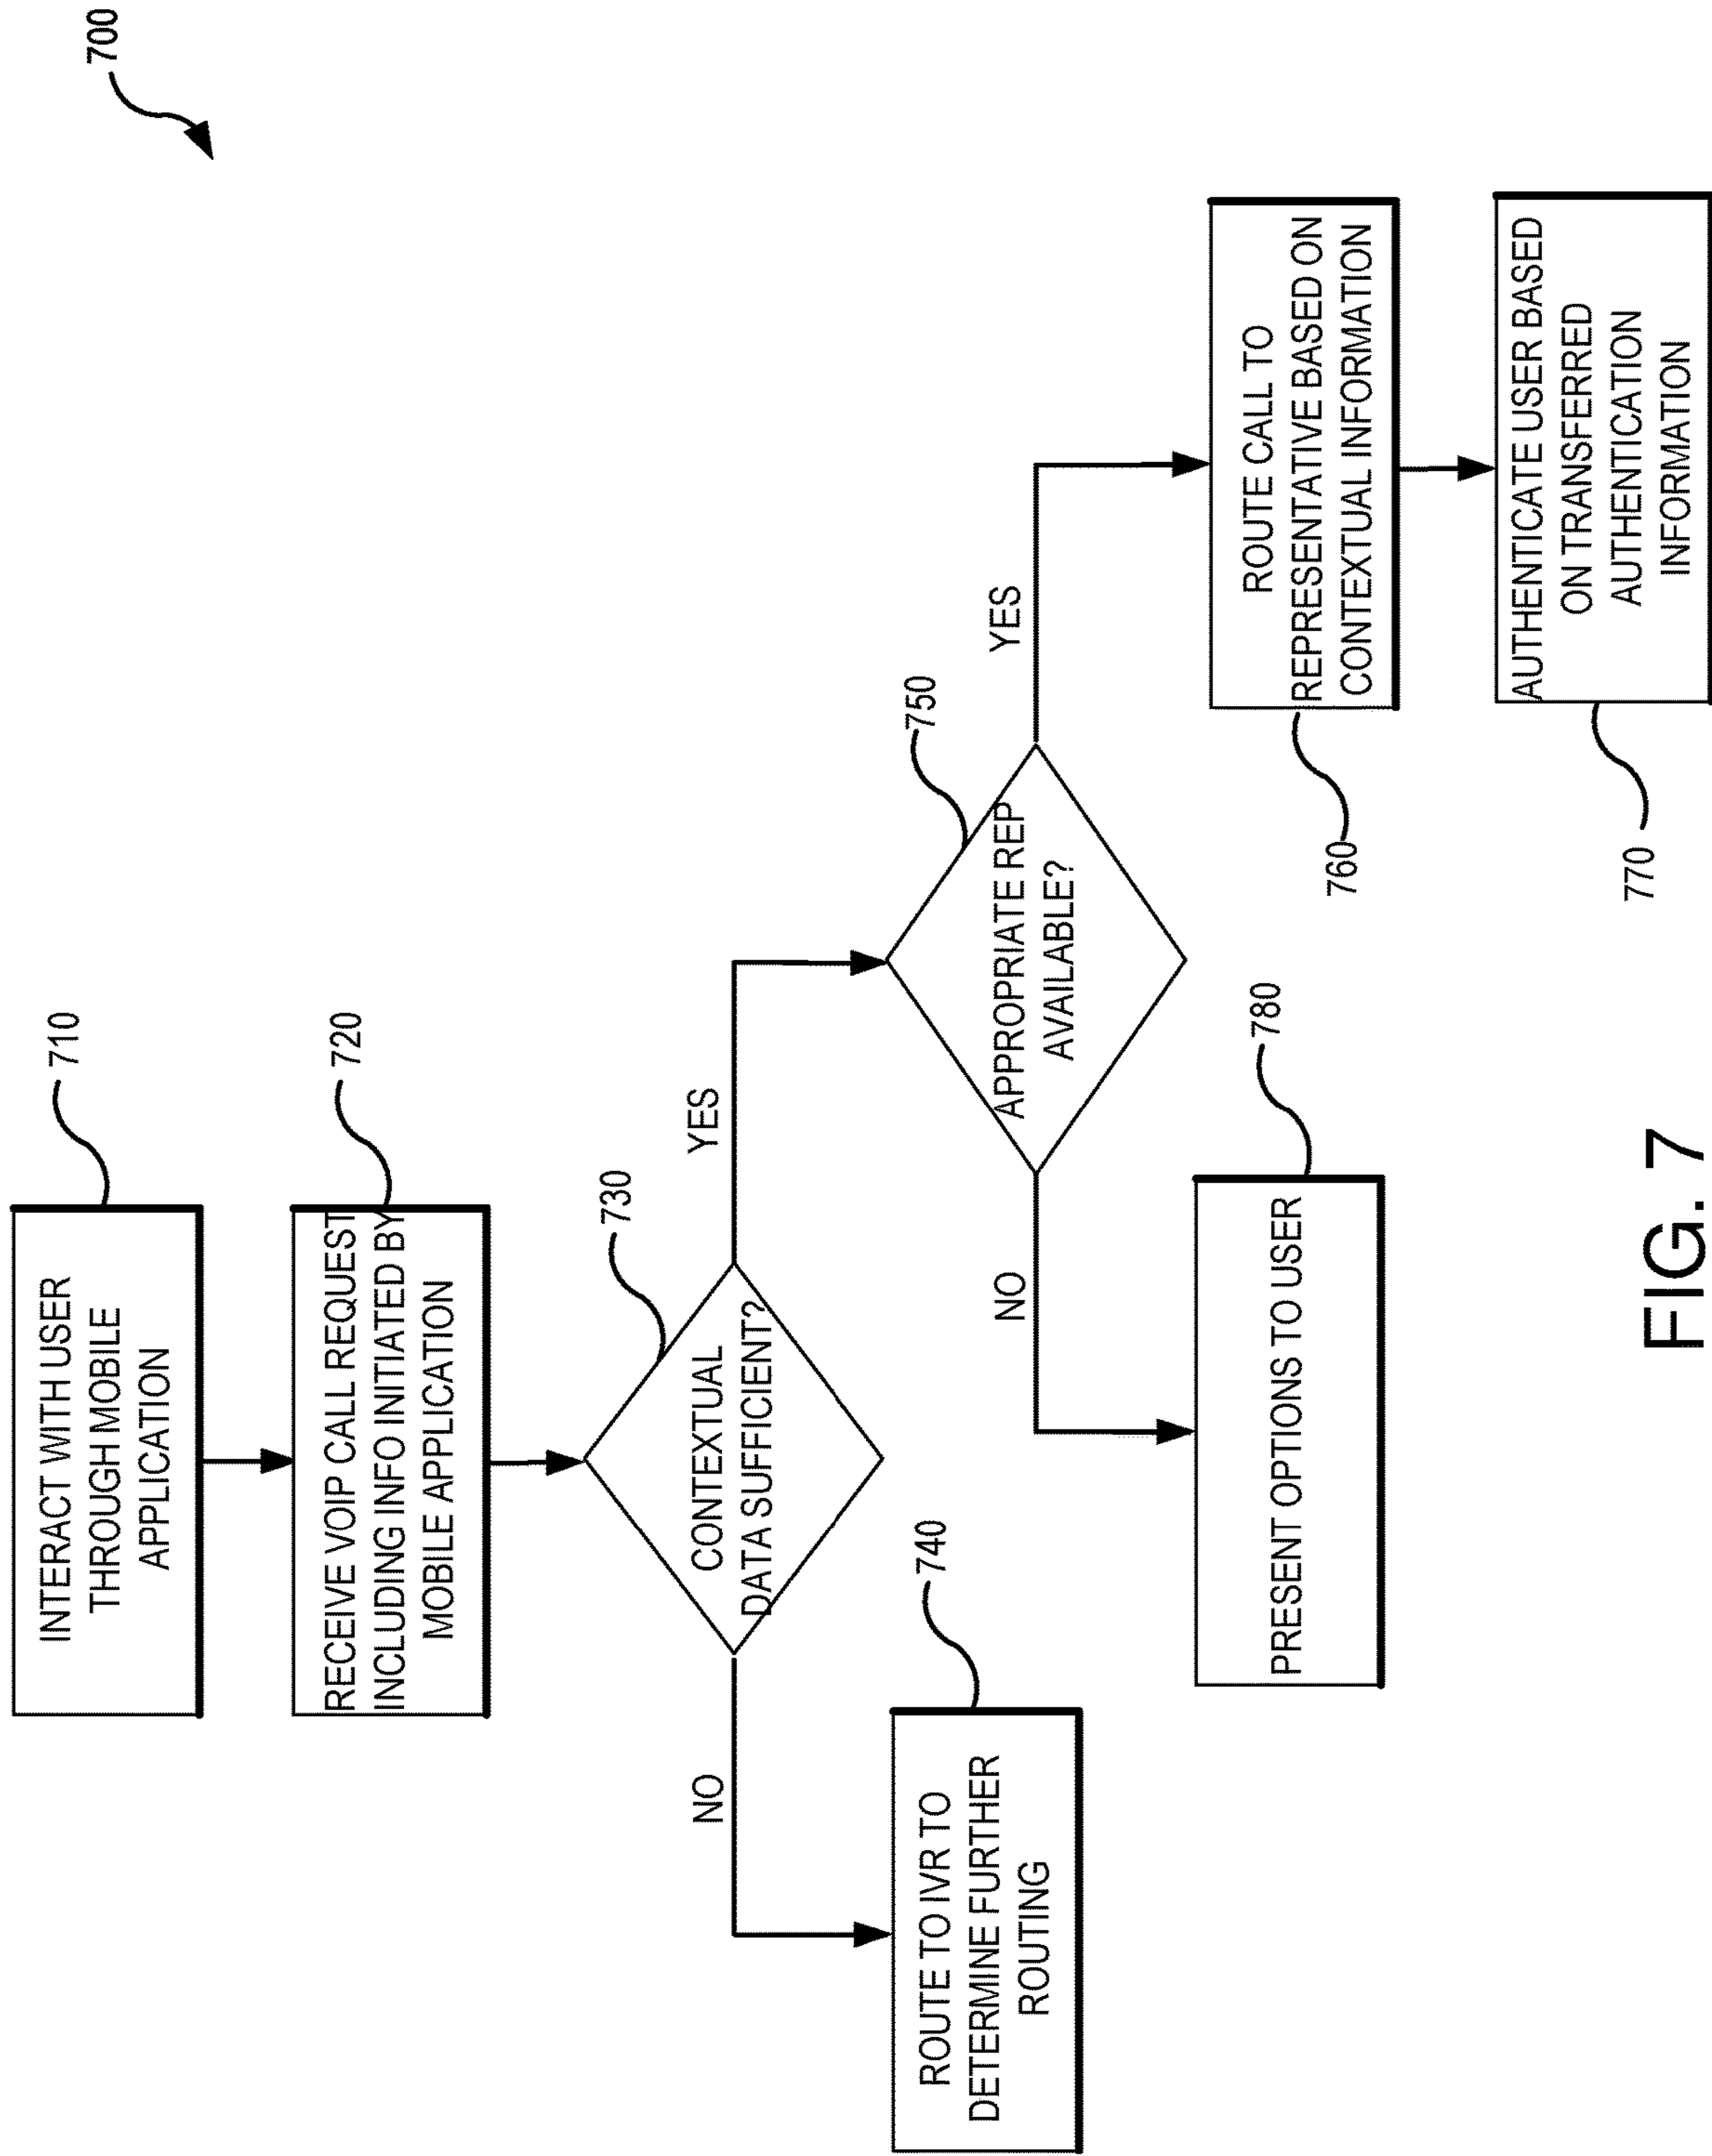 700
INTERACT WITH USER
THROUGH MOBILE
APPLICATION
710
RECEIVE VOIP CALL REQUEST
INCLUDING INFO INITIATED BY
MOBILE APPLICATION
720
CONTEXTUAL
DATA SUFFICIENT?
730
NO
YES
ROUTE TO IVR TO
DETERMINE FURTHER
ROUTING
740
APPROPRIATE REP
AVAILABLE?
750
NO
YES
PRESENT OPTIONS TO USER
780
ROUTE CALL TO
REPRESENTATIVE BASED ON
CONTEXTUAL INFORMATION
760
AUTHENTICATE USER BASED
ON TRANSFERRED
AUTHENTICATION
INFORMATION
770
FIG. 7